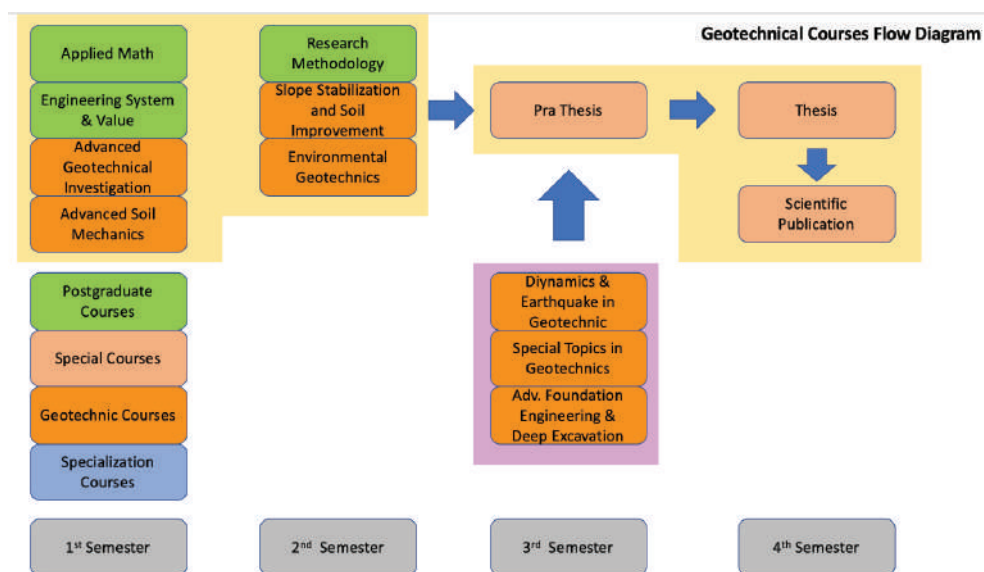 Geotechnical Courses Flow Diagram
Applied Math
Engineering System
& Value
Advanced
Geotechnical
Investigation
Advanced Soil
Mechanics
Research
Methodology
Slope Stabilization
and Soil
Improvement
Environmental
Geotechnics
Pra Thesis
Thesis
Scientific
Publication
Postgraduate
Courses
Special Courses
Geotechnic Courses
Specialization
Courses
Diynamics &
Earthquake in
Geotechnic
Special Topics in
Geotechnics
Adv. Foundation
Engineering &
Deep Excavation
1st Semester
2nd Semester
3rd Semester
4th Semester